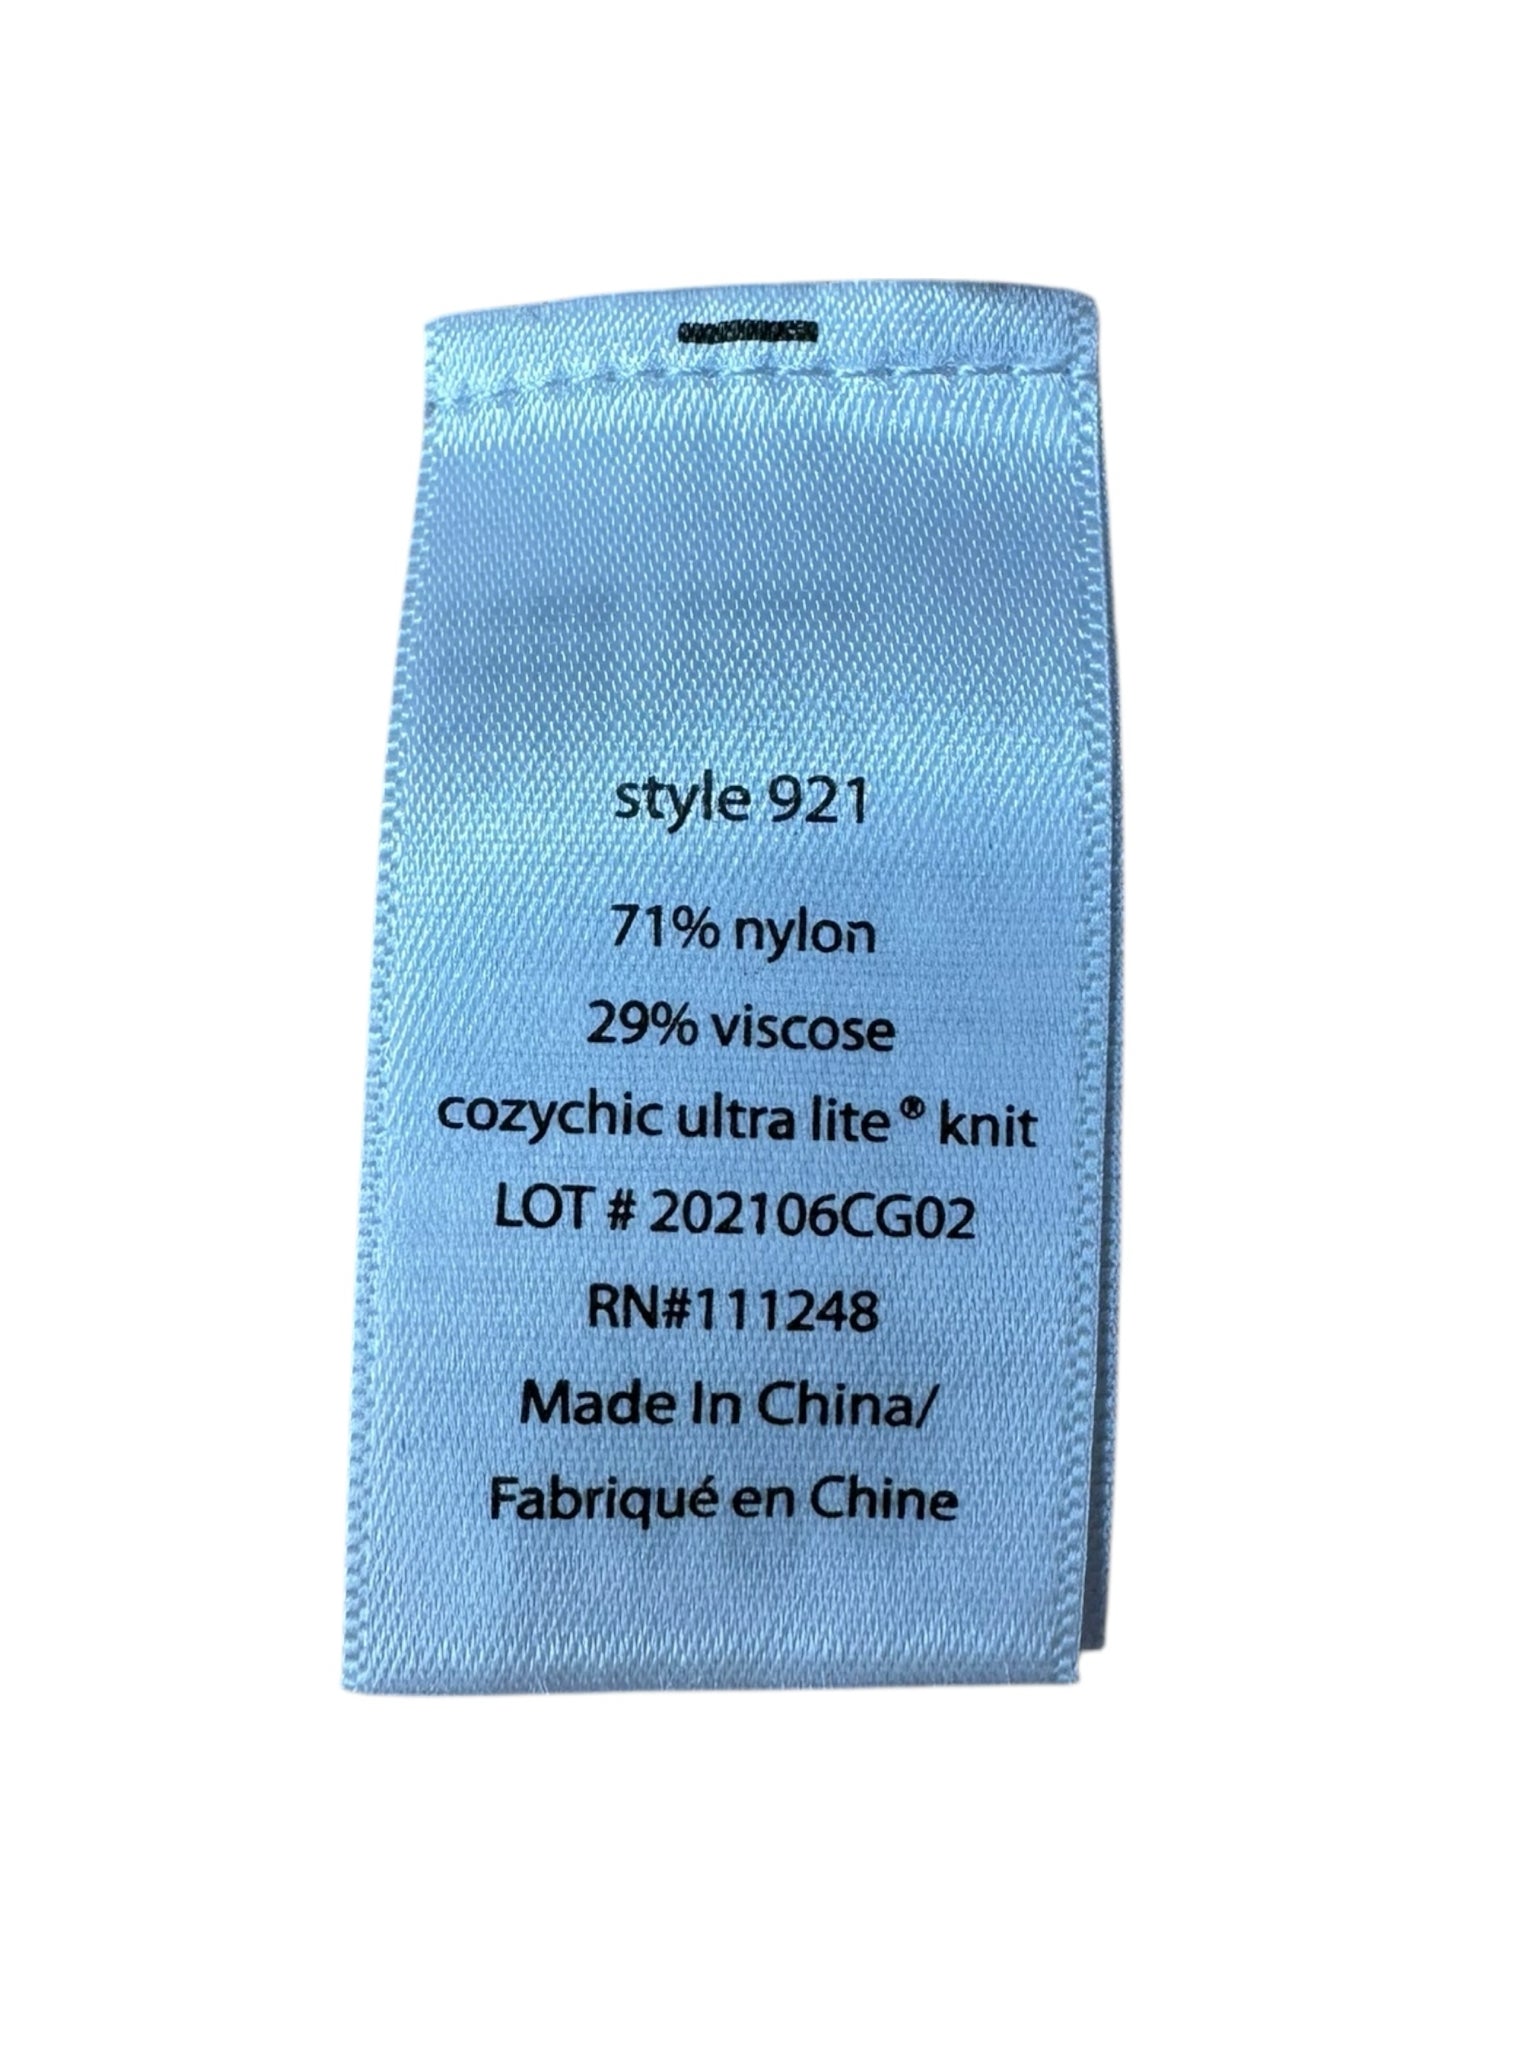 style 921
71% nylon
29% viscose
cozychic ultra lite® knit
LOT # 202106CG02
RN#111248
Made In China/
Fabriqué en Chine